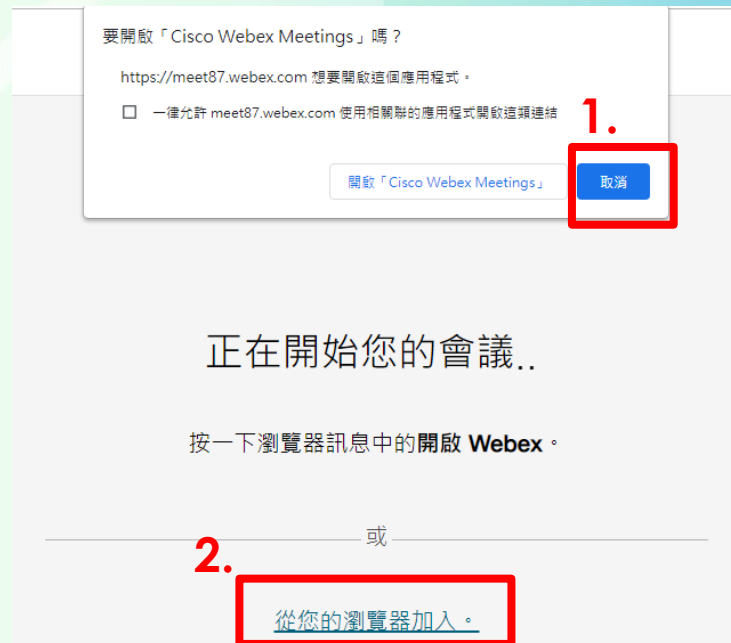 要開啟「Cisco Webex Meetings」嗎？
https://meet87.webex.com 想要開啟這個應用程式。
一律允許 meet87.webex.com 使用相關聯的應用程式開啟這類連結
1.
開啟「Cisco Webex Meetings」
取消
正在開始您的會議..
按一下瀏覽器訊息中的開啟 Webex。
或
2.
從您的瀏覽器加入。